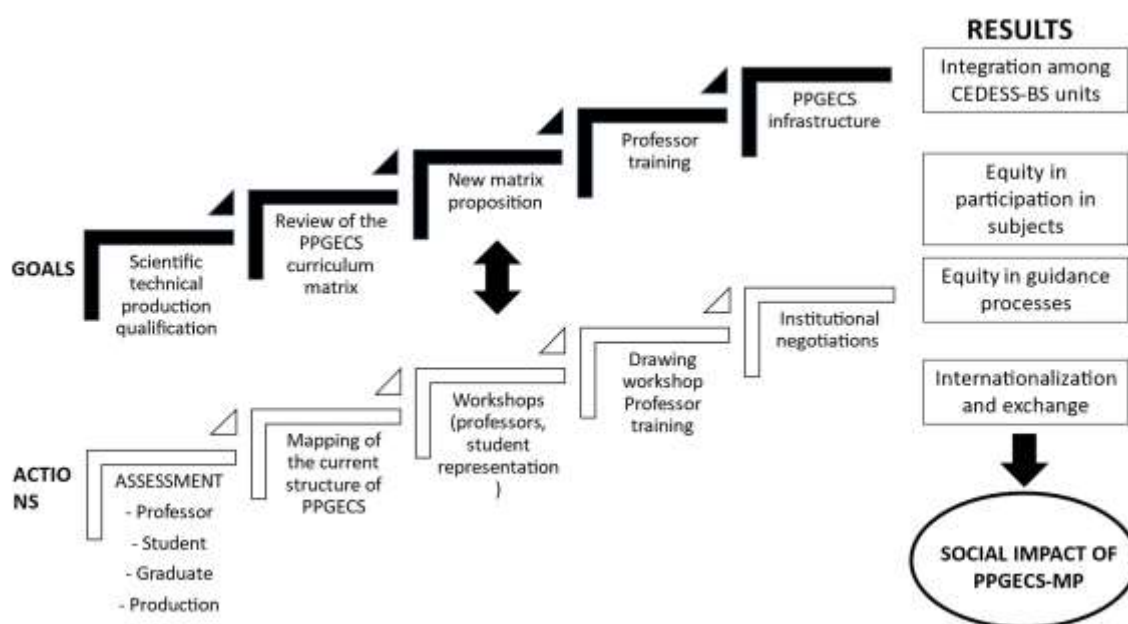 GOALS
Scientific
technical
production
qualification
Review of the
PPGECS
curriculum
matrix
New matrix
proposition
Professor
training
PPGECS
infrastructure
ACTIO
NS
ASSESSMENT
- Professor
- Student
- Graduate
- Production
Mapping of
the current
structure of
PPGECS
Workshops
(professors,
student
representation
)
Drawing
workshop
Professor
training
Institutional
negotiations
RESULTS
Integration among
CEDESS-BS units
Equity in
participation in
subjects
Equity in guidance
processes
Internationalization
and exchange
SOCIAL IMPACT OF
PPGECS-MP